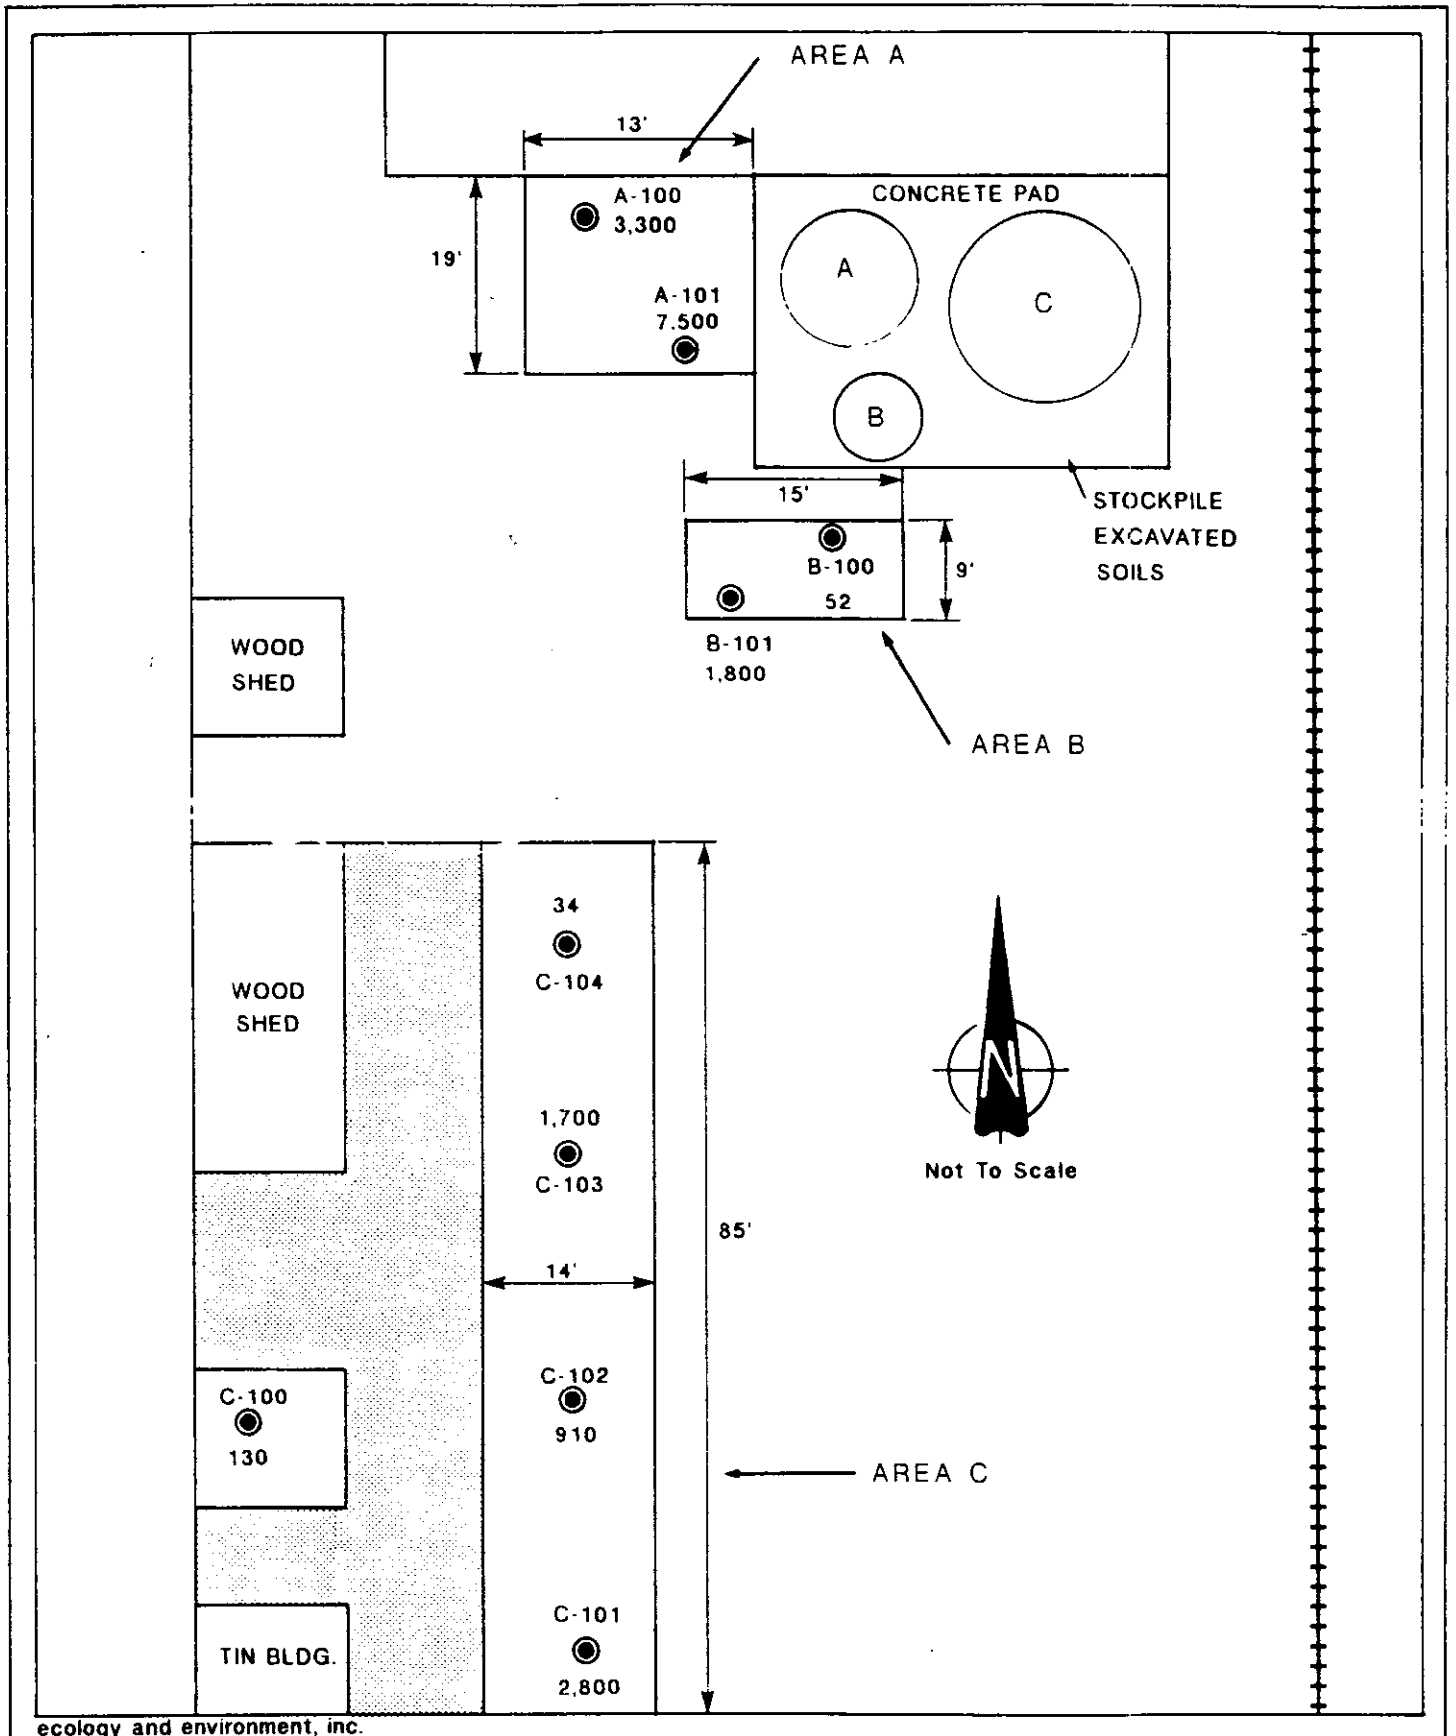 AREA A
13'
CONCRETE PAD
A-100
3,300
19'
A
C
A-101
7.500
B
15'
STOCKPILE
EXCAVATED
SOILS
B-100
9'
52
B-101
1,800
WOOD
SHED
AREA B
34
C-104
WOOD
SHED
N
1,700
C-103
Not To Scale
85'
14'
C-102
910
C-100
130
AREA C
C-101
2,800
TIN BLDG.
ecology and environment, inc.